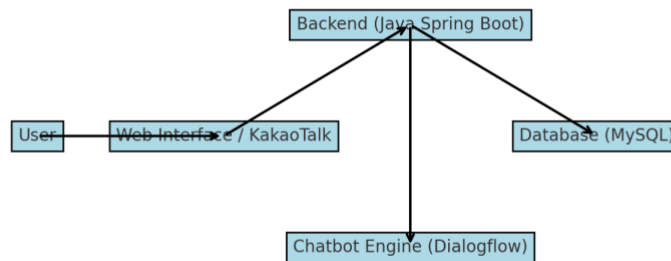 Backend (Java Spring Boot)
User
Web Interface / KakaoTalk
Database (MySQL)
Chatbot Engine (Dialogflow)